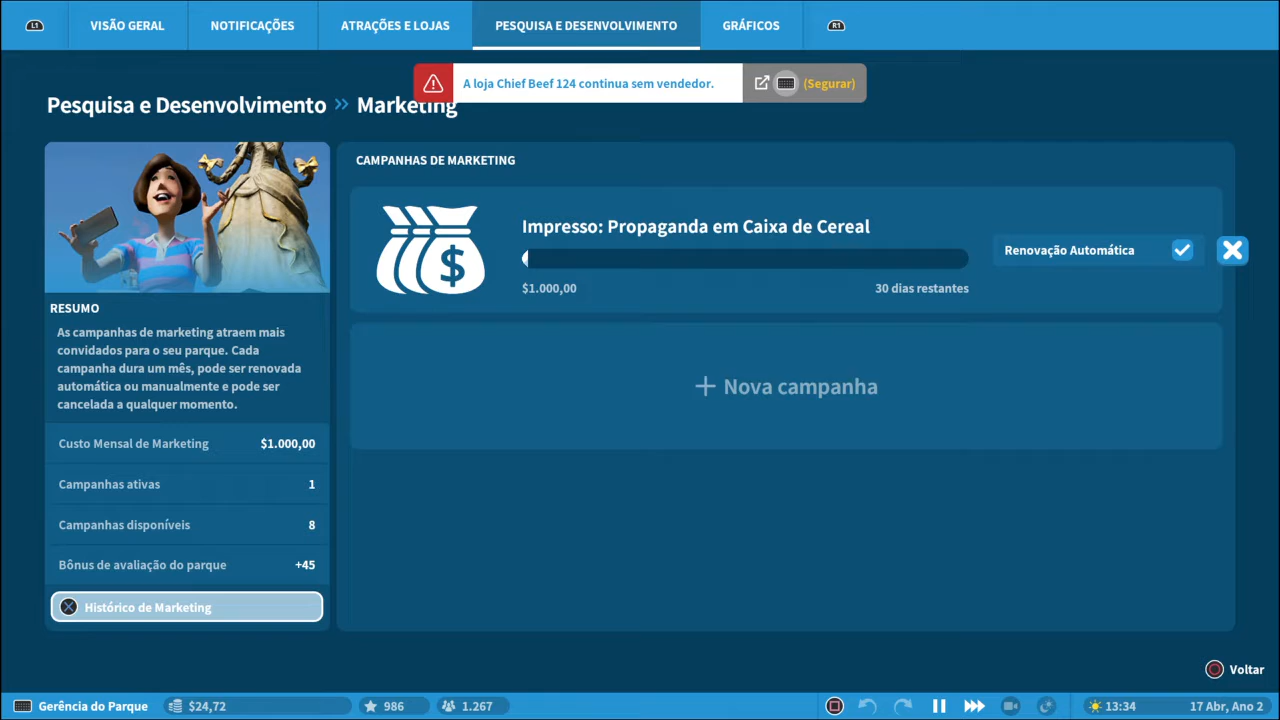 L1
VISÃO GERAL
NOTIFICAÇÕES
ATRAÇÕES E LOJAS
PESQUISA E DESENVOLVIMENTO
GRÁFICOS
R1
A loja Chief Beef 124 continua sem vendedor.
(Segurar)
Pesquisa e Desenvolvimento » Marketing
CAMPANHAS DE MARKETING
Impresso: Propaganda em Caixa de Cereal
$1.000,00
30 dias restantes
Renovação Automática
Nova campanha
RESUMO
As campanhas de marketing atraem mais
convidados para o seu parque. Cada
campanha dura um mês, pode ser renovada
automática ou manualmente e pode ser
cancelada a qualquer momento.
Custo Mensal de Marketing $1.000,00
Campanhas ativas 1
Campanhas disponíveis 8
Bônus de avaliação do parque +45
Histórico de Marketing
Voltar
Gerência do Parque
$24,72
986
1.267
13:34
17 Abr, Ano 2